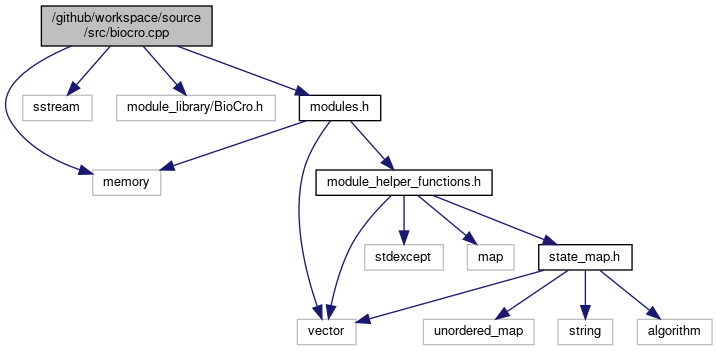 /github/workspace/source
/src/biocro.cpp
sstream
module_library/BioCro.h
modules.h
memory
module_helper_functions.h
stdexcept
map
state_map.h
vector
unordered_map
string
algorithm